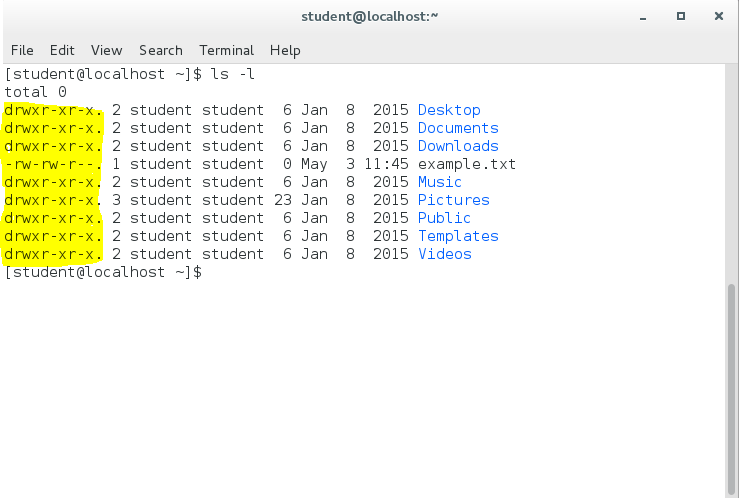 student@localhost:~
File Edit View Search Terminal Help
[student@localhost ~]$ ls -l
total 0
drwxr-xr-x. 2 student student  6 Jan  8  2015 Desktop
drwxr-xr-x. 2 student student  6 Jan  8  2015 Documents
drwxr-xr-x. 2 student student  6 Jan  8  2015 Downloads
-rw-rw-r--. 1 student student  0 May  3 11:45 example.txt
drwxr-xr-x. 2 student student  6 Jan  8  2015 Music
drwxr-xr-x. 3 student student 23 Jan  8  2015 Pictures
drwxr-xr-x. 2 student student  6 Jan  8  2015 Public
drwxr-xr-x. 2 student student  6 Jan  8  2015 Templates
drwxr-xr-x. 2 student student  6 Jan  8  2015 Videos
[student@localhost ~]$